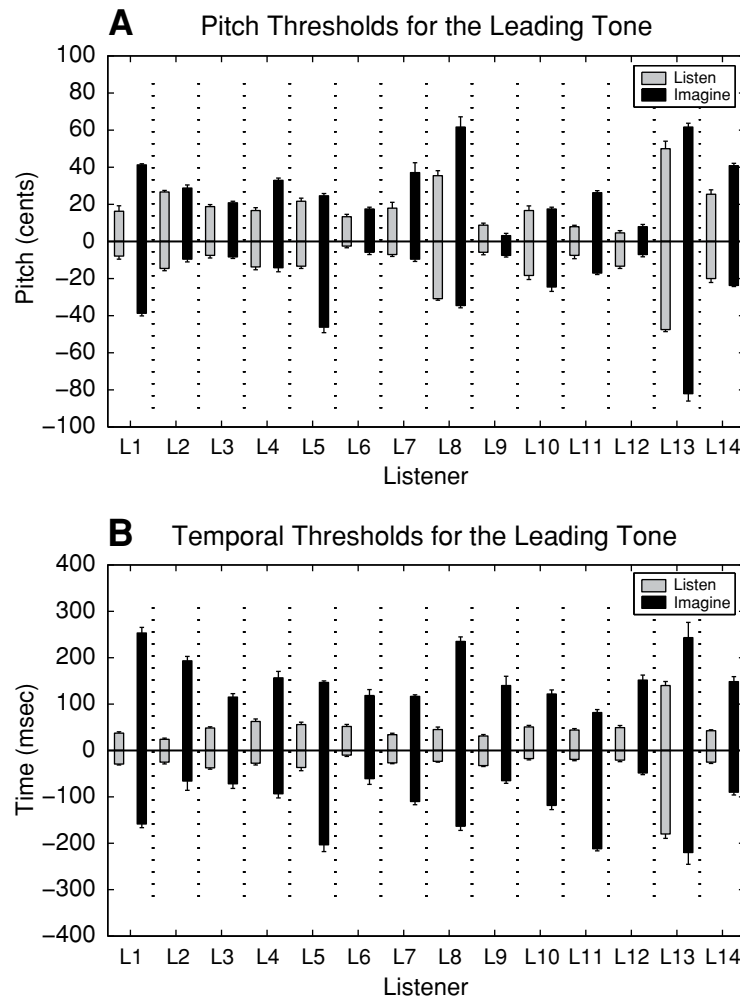 A Pitch Thresholds for the Leading Tone
100
80
60
40
20
0
−20
−40
−60
−80
−100
Pitch (cents)
Listen
Imagine
L1 L2 L3 L4 L5 L6 L7 L8 L9 L10 L11 L12 L13 L14
Listener
B Temporal Thresholds for the Leading Tone
400
300
200
100
0
−100
−200
−300
−400
Time (msec)
Listen
Imagine
L1 L2 L3 L4 L5 L6 L7 L8 L9 L10 L11 L12 L13 L14
Listener